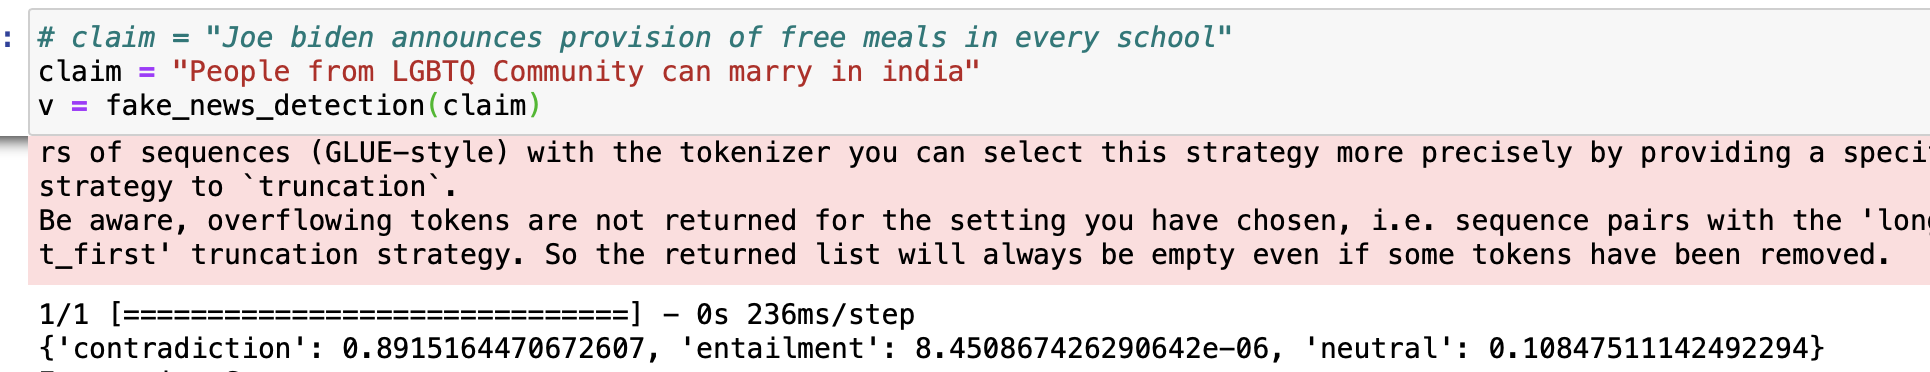 : # claim = "Joe biden announces provision of free meals in every school"
claim = "People from LGBTQ Community can marry in india"
v = fake_news_detection(claim)
rs of sequences (GLUE-style) with the tokenizer you can select this strategy more precisely by providing a speci
strategy to `truncation`.
Be aware, overflowing tokens are not returned for the setting you have chosen, i.e. sequence pairs with the 'lon
t_first' truncation strategy. So the returned list will always be empty even if some tokens have been removed.
1/1 [==============================] - 0s 236ms/step
{'contradiction': 0.8915164470672607, 'entailment': 8.450867426290642e-06, 'neutral': 0.10847511142492294}